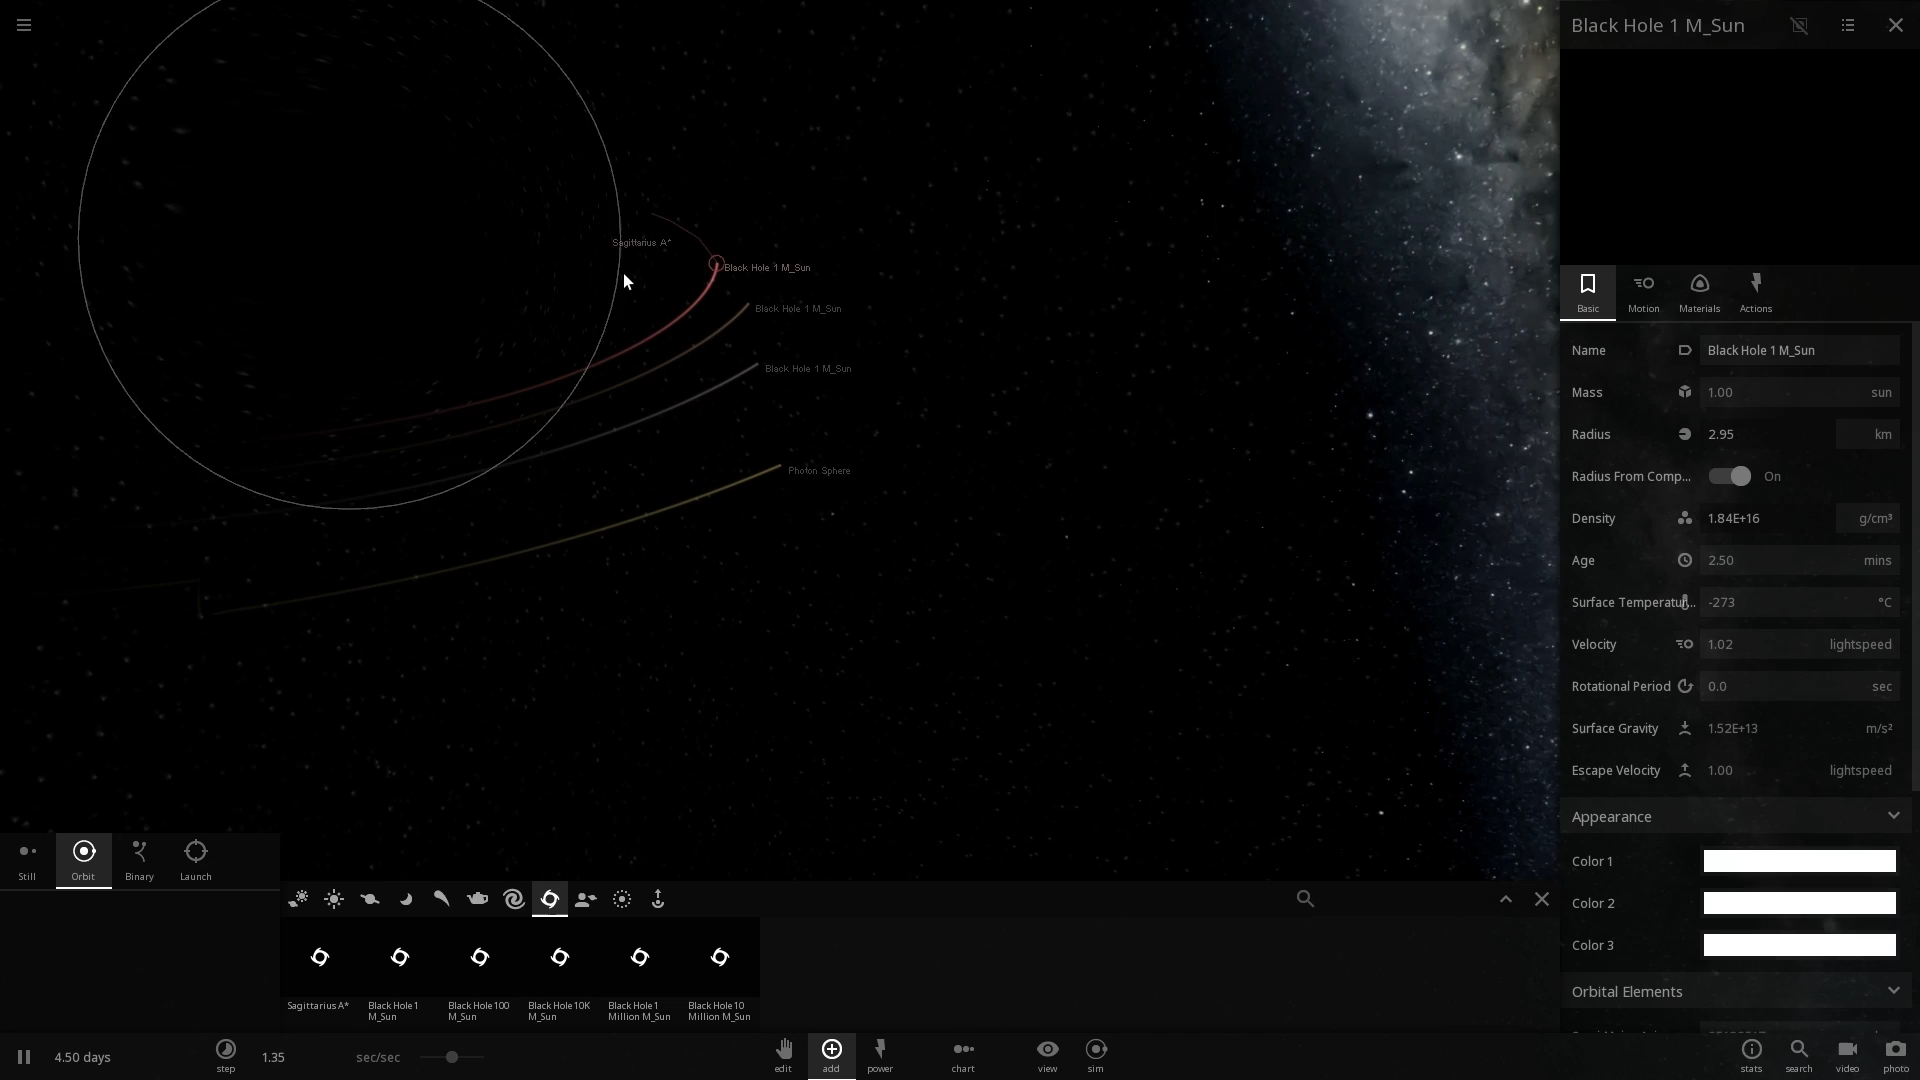 Black Hole 1 M_Sun
Sagittarius A*
Black Hole 1 M_Sun
Black Hole 1 M_Sun
Black Hole 1 M_Sun
Photon Sphere
Basic
Motion
Materials
Actions
Name Black Hole 1 M_Sun
Mass 1.00 sun
Radius 2.95 km
Radius From Comp... On
Density 1.84E+16 g/cm³
Age 2.50 mins
Surface Temperatur... -273 °C
Velocity 1.02 lightspeed
Rotational Period 0.0 sec
Surface Gravity 1.52E+13 m/s²
Escape Velocity 1.00 lightspeed
Appearance
Color 1
Color 2
Color 3
Orbital Elements
Still Orbit Binary Launch
Sagittarius A*
Black Hole 1
M_Sun
Black Hole 100
M_Sun
Black Hole 10K
M_Sun
Black Hole 1
Million M_Sun
Black Hole 10
Million M_Sun
4.50 days
step
1.35 sec/sec
edit add power chart view sim
stats search video photo